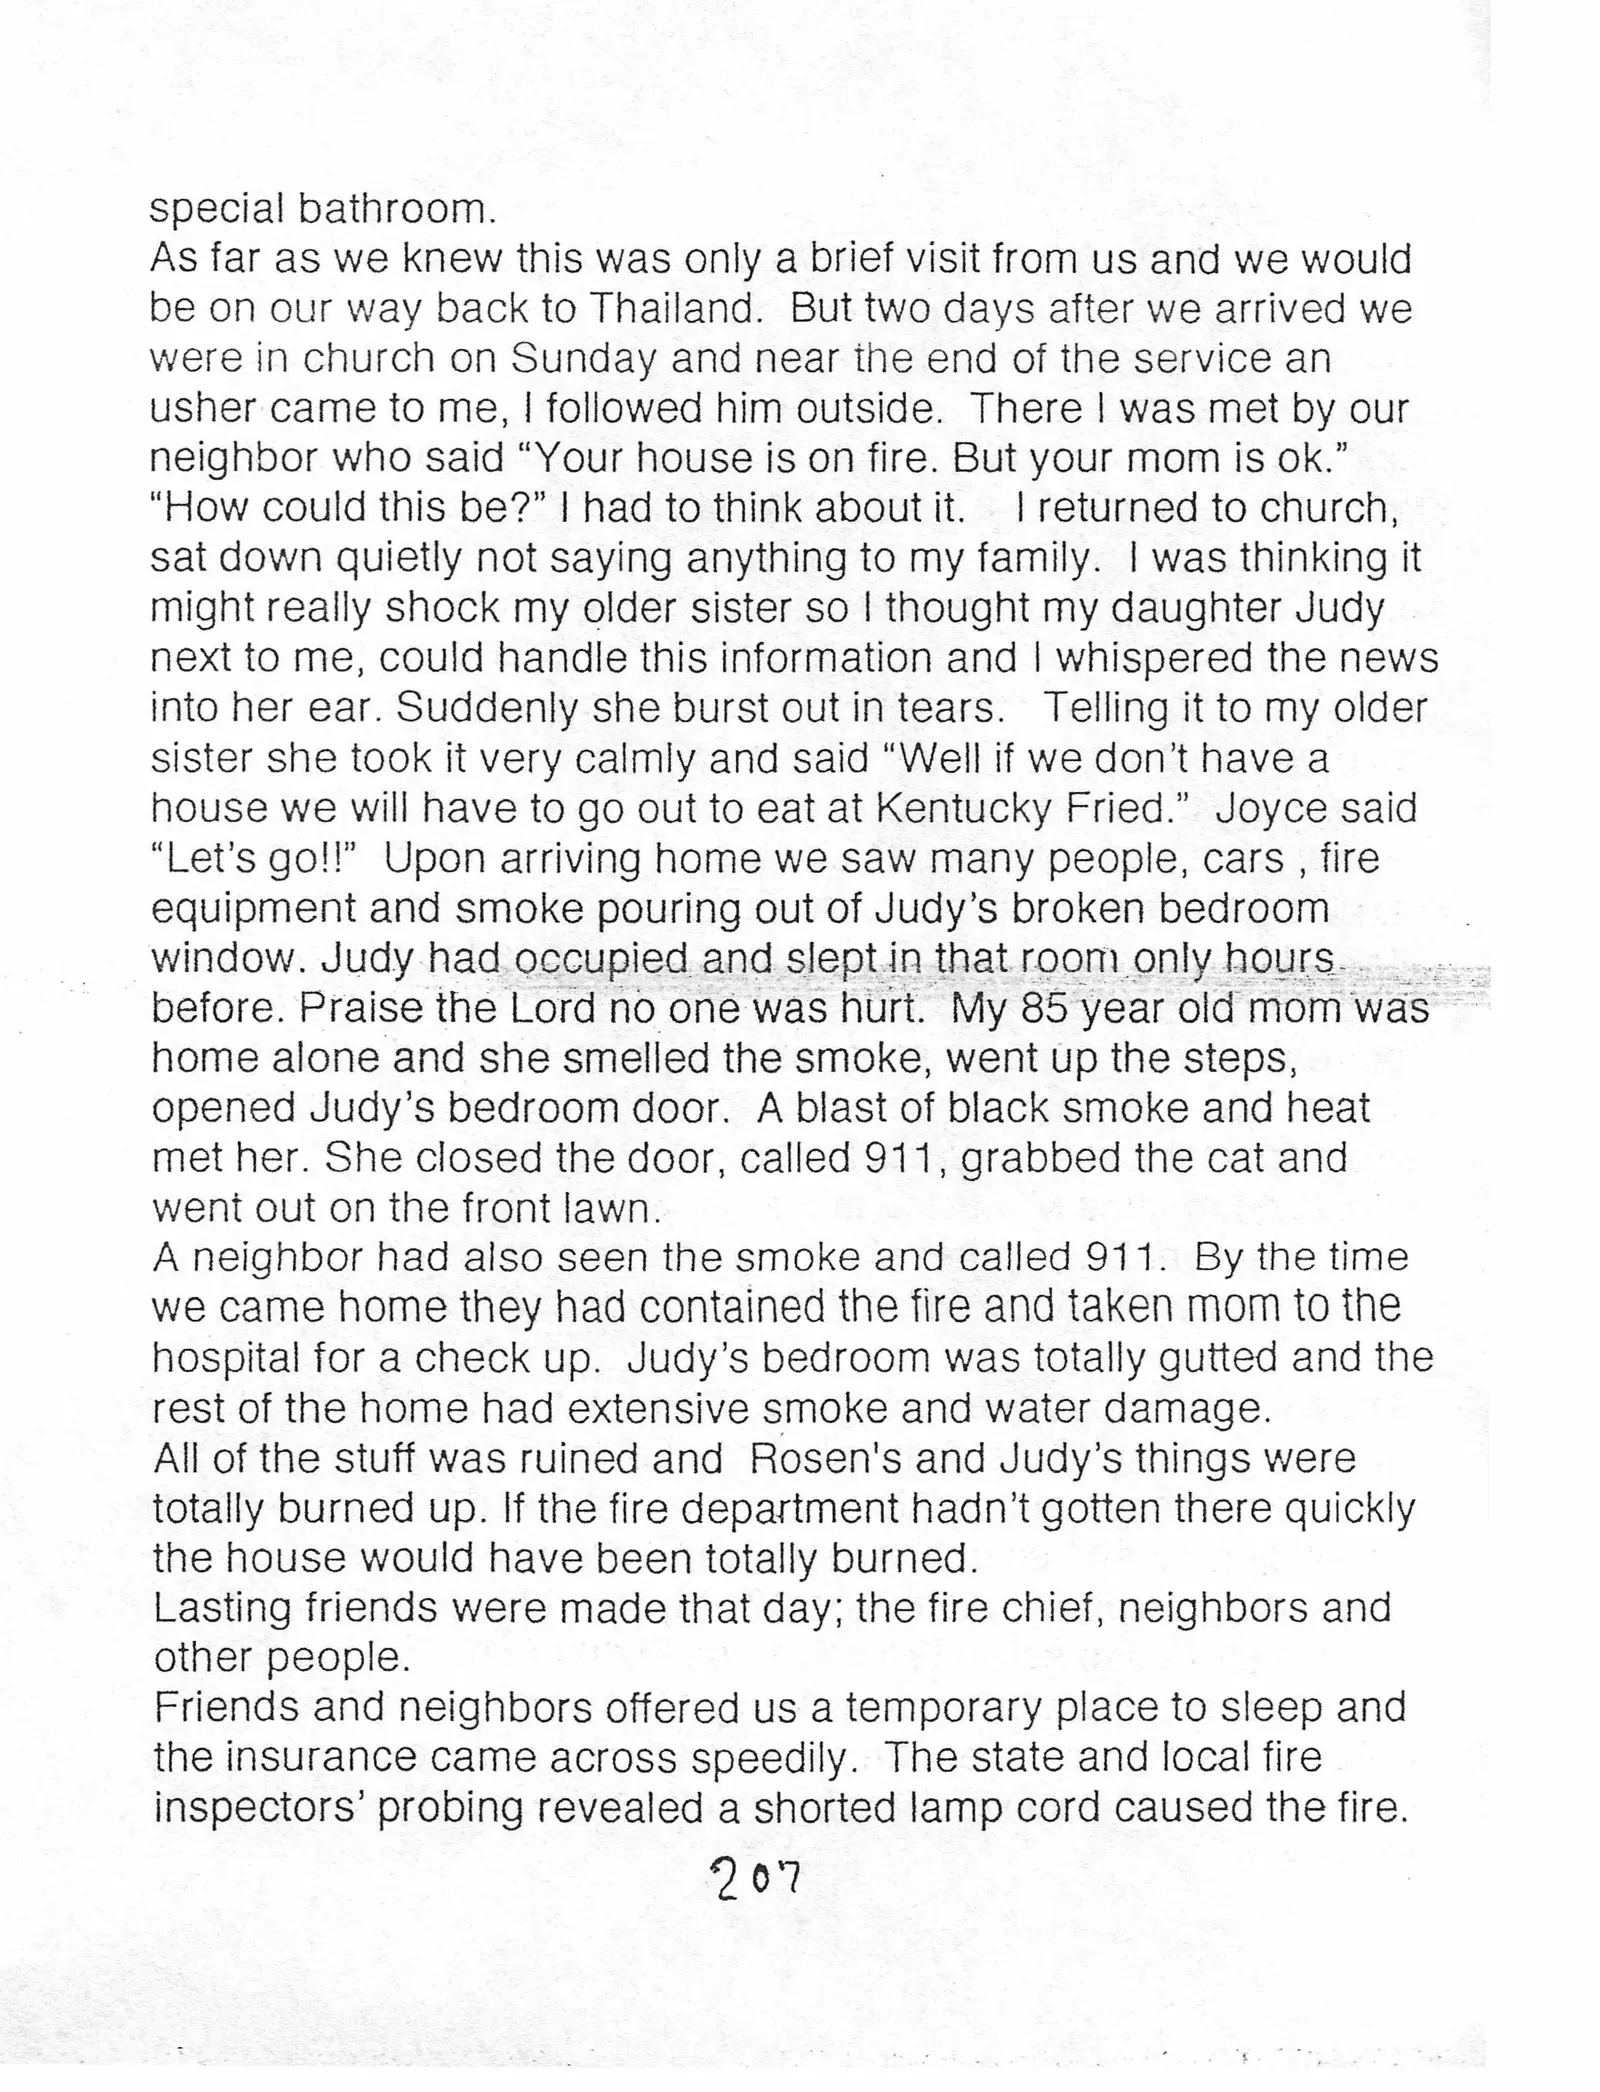 special bathroom.
As far as we knew this was only a brief visit from us and we would
be on our way back to Thailand.  But two days after we arrived we
were in church on Sunday and near the end of the service an
usher came to me, I followed him outside.  There I was met by our
neighbor who said “Your house is on fire. But your mom is ok.”
“How could this be?” I had to think about it.    I returned to church,
sat down quietly not saying anything to my family.  I was thinking it
might really shock my older sister so I thought my daughter Judy
next to me, could handle this information and I whispered the news
into her ear. Suddenly she burst out in tears.   Telling it to my older
sister she took it very calmly and said “Well if we don’t have a
house we will have to go out to eat at Kentucky Fried.”  Joyce said
“Let’s go!!”  Upon arriving home we saw many people, cars , fire
equipment and smoke pouring out of Judy’s broken bedroom
window. Judy had occupied and slept in that room only hours
before. Praise the Lord no one was hurt.  My 85 year old mom was
home alone and she smelled the smoke, went up the steps,
opened Judy’s bedroom door.  A blast of black smoke and heat
met her. She closed the door, called 911, grabbed the cat and
went out on the front lawn.
A neighbor had also seen the smoke and called 911.  By the time
we came home they had contained the fire and taken mom to the
hospital for a check up.  Judy’s bedroom was totally gutted and the
rest of the home had extensive smoke and water damage.
All of the stuff was ruined and  Rosen's and Judy’s things were
totally burned up. If the fire department hadn’t gotten there quickly
the house would have been totally burned.
Lasting friends were made that day; the fire chief, neighbors and
other people.
Friends and neighbors offered us a temporary place to sleep and
the insurance came across speedily.  The state and local fire
inspectors’ probing revealed a shorted lamp cord caused the fire.
207